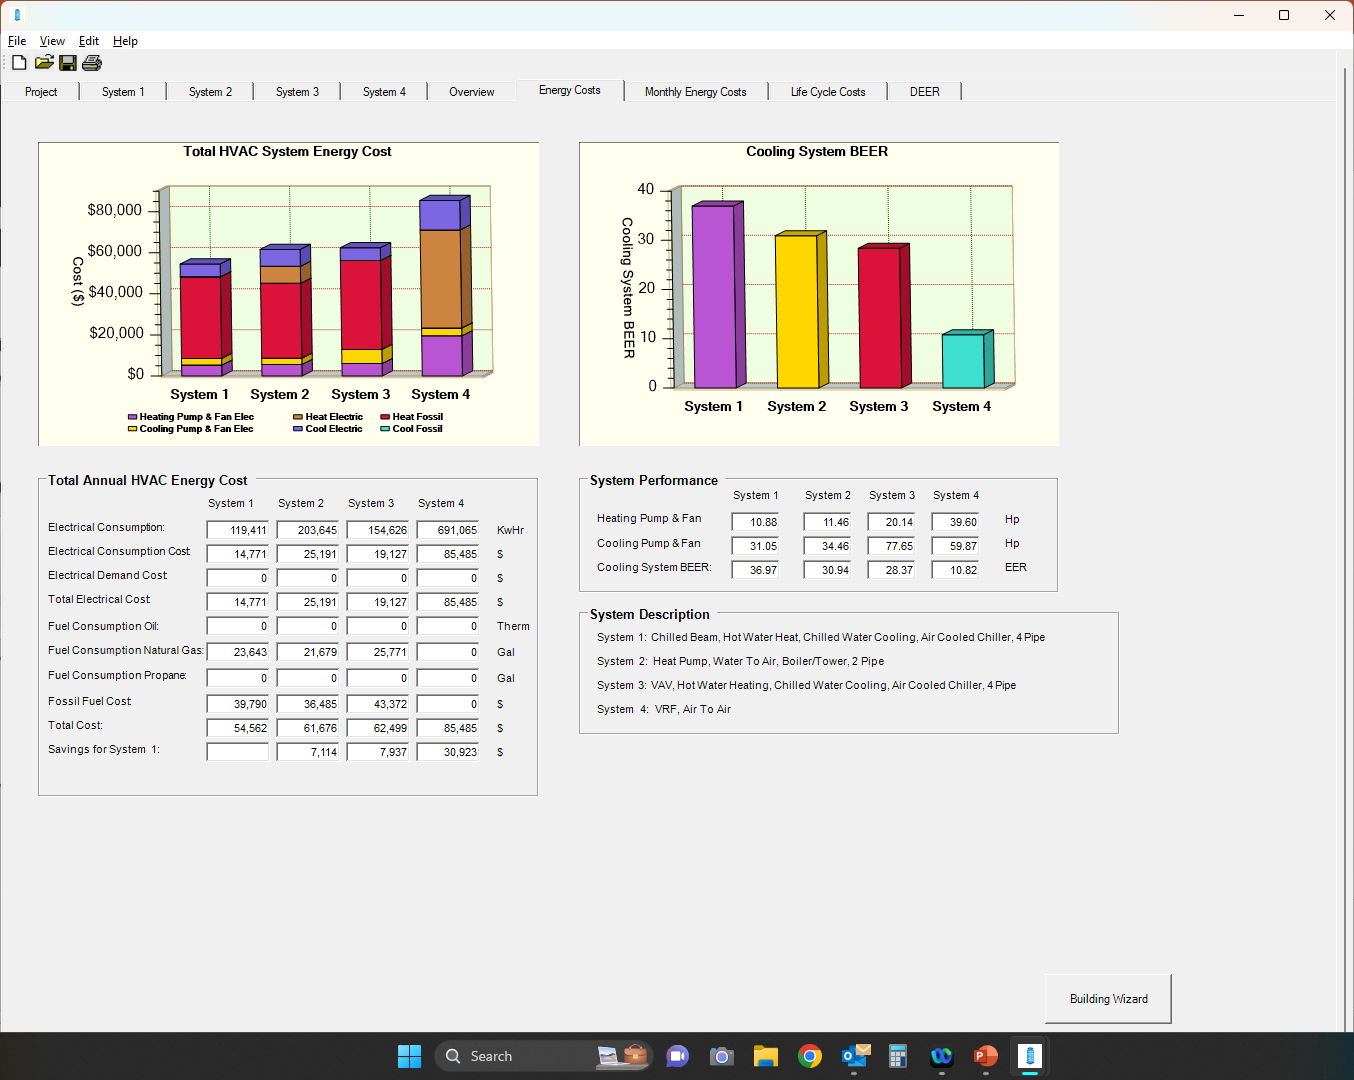 File View Edit Help
Project System 1 System 2 System 3 System 4 Overview Energy Costs Monthly Energy Costs Life Cycle Costs DEER
Total HVAC System Energy Cost
Cost ($)
$80,000
$60,000
$40,000
$20,000
$0
System 1 System 2 System 3 System 4
Heating Pump & Fan Elec Heat Electric Heat Fossil
Cooling Pump & Fan Elec Cool Electric Cool Fossil
Cooling System BEER
Cooling System BEER
40
30
20
10
0
System 1 System 2 System 3 System 4
Total Annual HVAC Energy Cost
System 1 System 2 System 3 System 4
Electrical Consumption: 119,411 203,645 154,626 691,065 KwHr
Electrical Consumption Cost 14,771 25,191 19,127 85,485 $
Electrical Demand Cost 0 0 0 0 $
Total Electrical Cost 14,771 25,191 19,127 85,485 $
Fuel Consumption Oil: 0 0 0 0 Therm
Fuel Consumption Natural Gas: 23,643 21,679 25,771 0 Gal
Fuel Consumption Propane: 0 0 0 0 Gal
Fossil Fuel Cost 39,790 36,485 43,372 0 $
Total Cost: 54,562 61,676 62,499 85,485 $
Savings for System 1: 7,114 7,937 30,923 $
System Performance
System 1 System 2 System 3 System 4
Heating Pump & Fan 10.88 11.46 20.14 39.60 Hp
Cooling Pump & Fan 31.05 34.46 77.65 59.87 Hp
Cooling System BEER: 36.97 30.94 28.37 10.82 EER
System Description
System 1: Chilled Beam, Hot Water Heat, Chilled Water Cooling, Air Cooled Chiller, 4 Pipe
System 2: Heat Pump, Water To Air, Boiler/Tower, 2 Pipe
System 3: VAV, Hot Water Heating, Chilled Water Cooling, Air Cooled Chiller, 4 Pipe
System 4: VRF, Air To Air
Building Wizard
Search